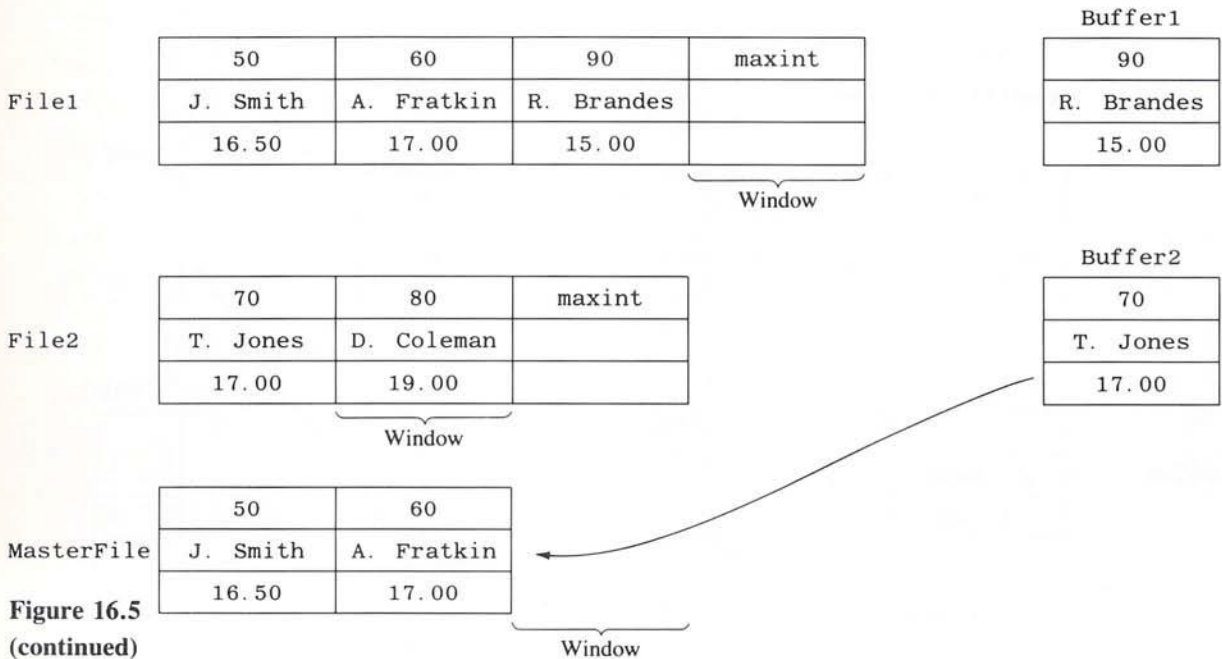 Buffer1
50 60 90 maxint 90
File1 J. Smith A. Fratkin R. Brandes R. Brandes
16.50 17.00 15.00 15.00
Window
Buffer2
70 80 maxint 70
File2 T. Jones D. Coleman T. Jones
17.00 19.00 17.00
Window
50 60
MasterFile J. Smith A. Fratkin
16.50 17.00
Figure 16.5
(continued)
Window